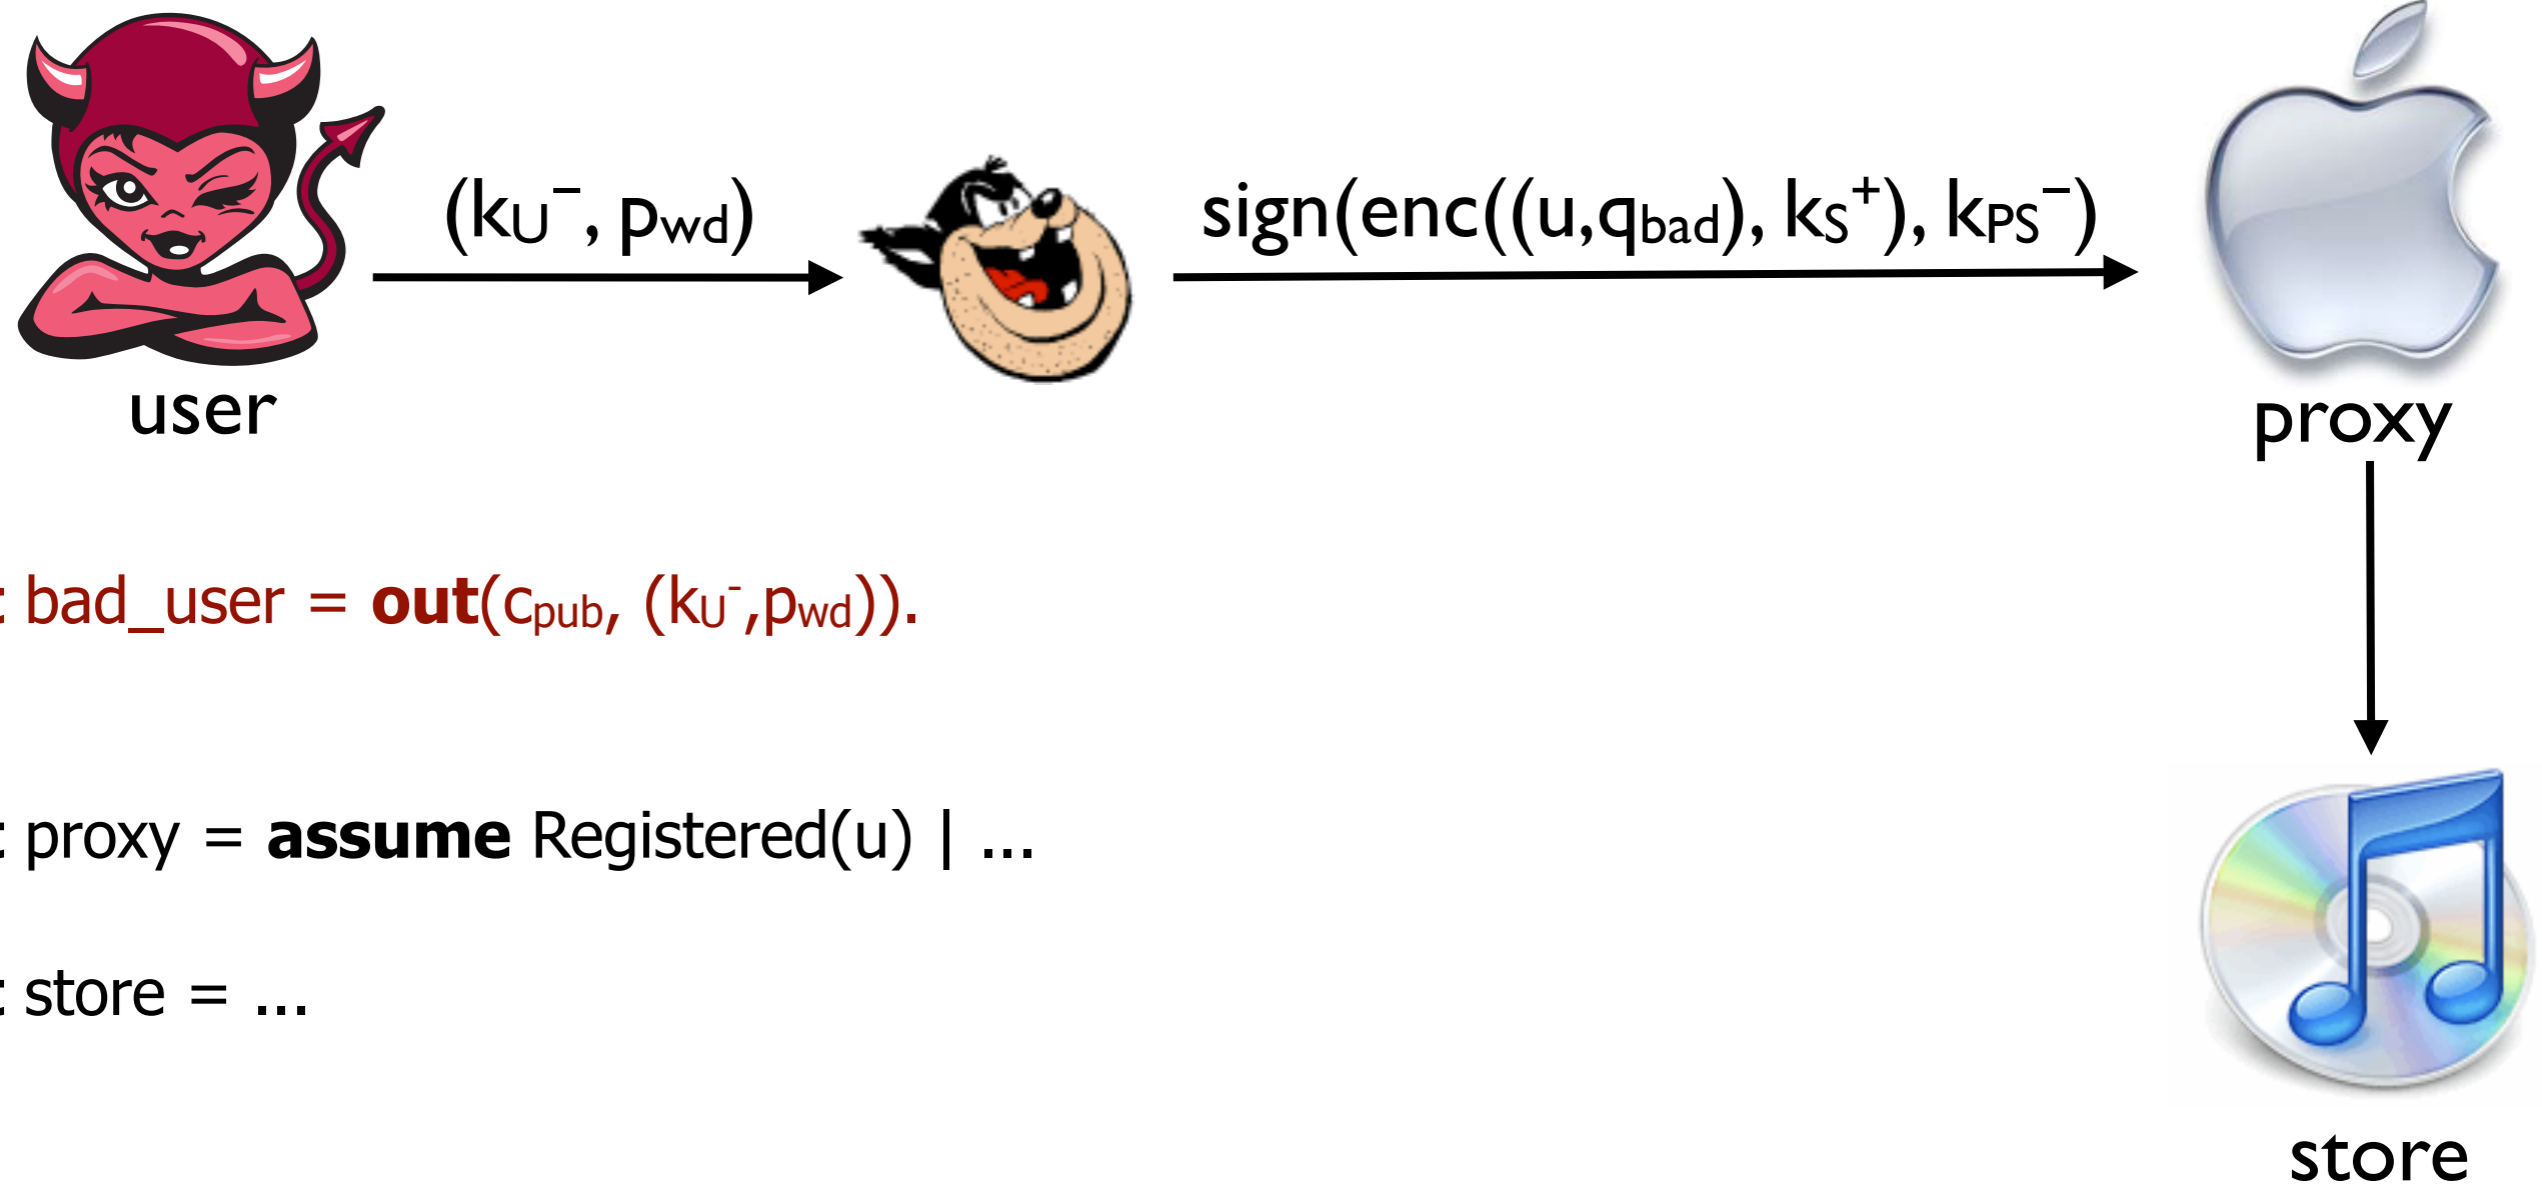 (kU⁻, pwd)
sign(enc((u,qbad), kS⁺), kPS⁻)
user
proxy
bad_user = out(cpub, (kU⁻,pwd)).
proxy = assume Registered(u) | ...
store = ...
store